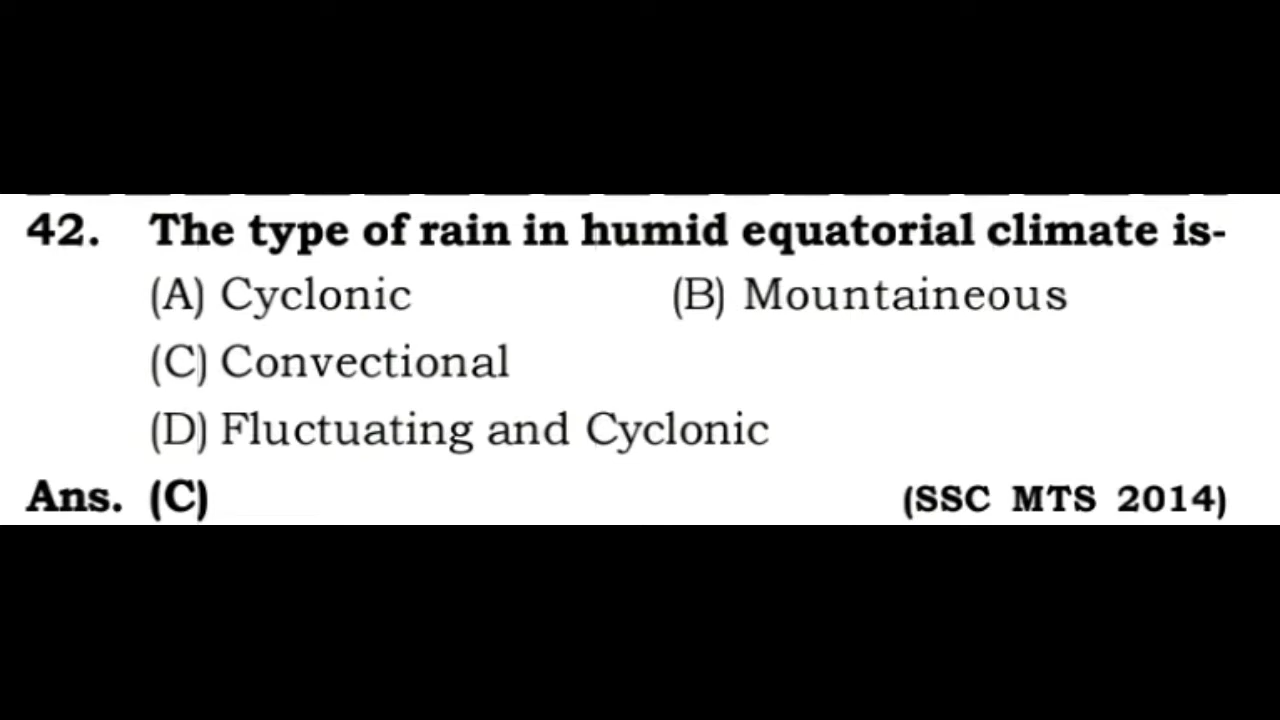 42. The type of rain in humid equatorial climate is-
(A) Cyclonic (B) Mountaineous
(C) Convectional
(D) Fluctuating and Cyclonic
Ans. (C) (SSC MTS 2014)